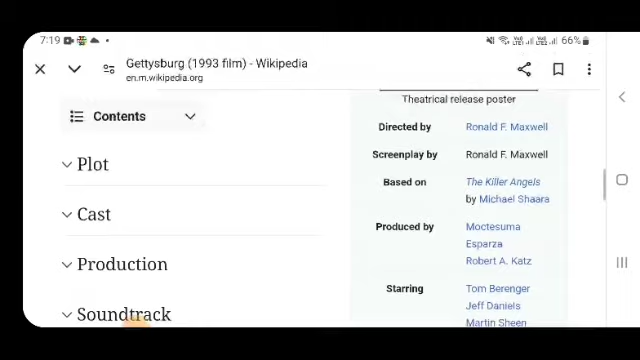 7:19
66%
Gettysburg (1993 film) - Wikipedia
en.m.wikipedia.org
Contents
Plot
Cast
Production
Soundtrack
Theatrical release poster
Directed by Ronald F. Maxwell
Screenplay by Ronald F. Maxwell
Based on The Killer Angels
by Michael Shaara
Produced by Moctesuma
Esparza
Robert A. Katz
Starring Tom Berenger
Jeff Daniels
Martin Sheen